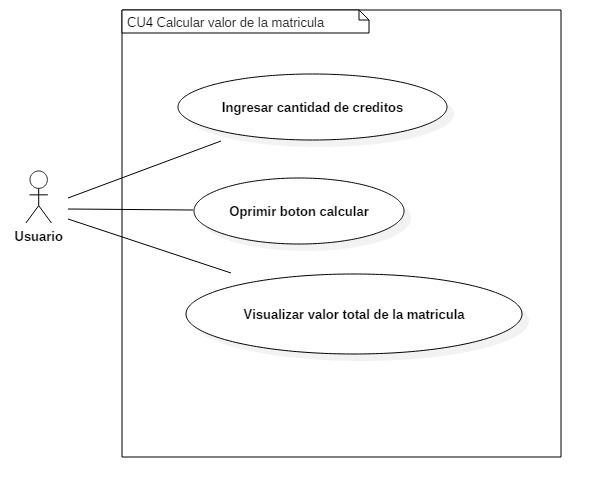 CU4 Calcular valor de la matricula
Ingresar cantidad de creditos
Oprimir boton calcular
Usuario
Visualizar valor total de la matricula